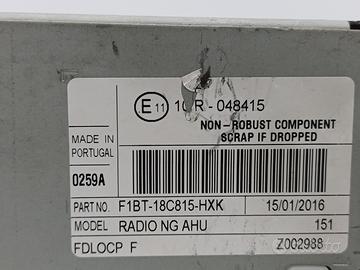 E 11 10 R - 048415
NON-ROBUST COMPONENT
SCRAP IF DROPPED
MADE IN
PORTUGAL
0259A
PART NO.
F1BT-18C815-HXK
15/01/2016
MODEL
RADIO NG AHU
151
FDLOCP F
Z002988